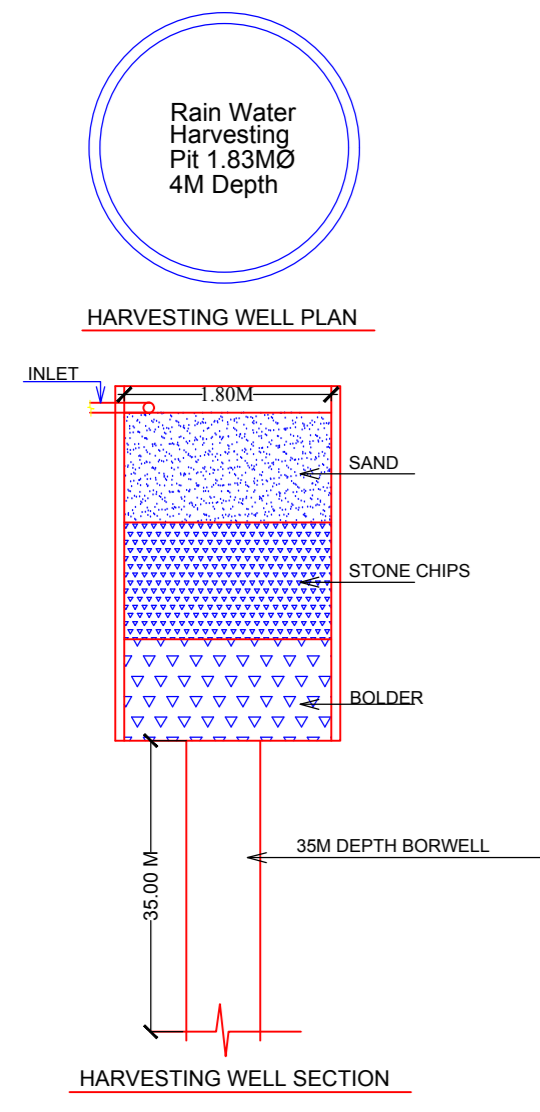 Rain Water
Harvesting
Pit 1.83MØ
4M Depth
HARVESTING WELL PLAN
INLET
1.80M
SAND
STONE CHIPS
BOLDER
35M DEPTH BORWELL
35.00 M
HARVESTING WELL SECTION